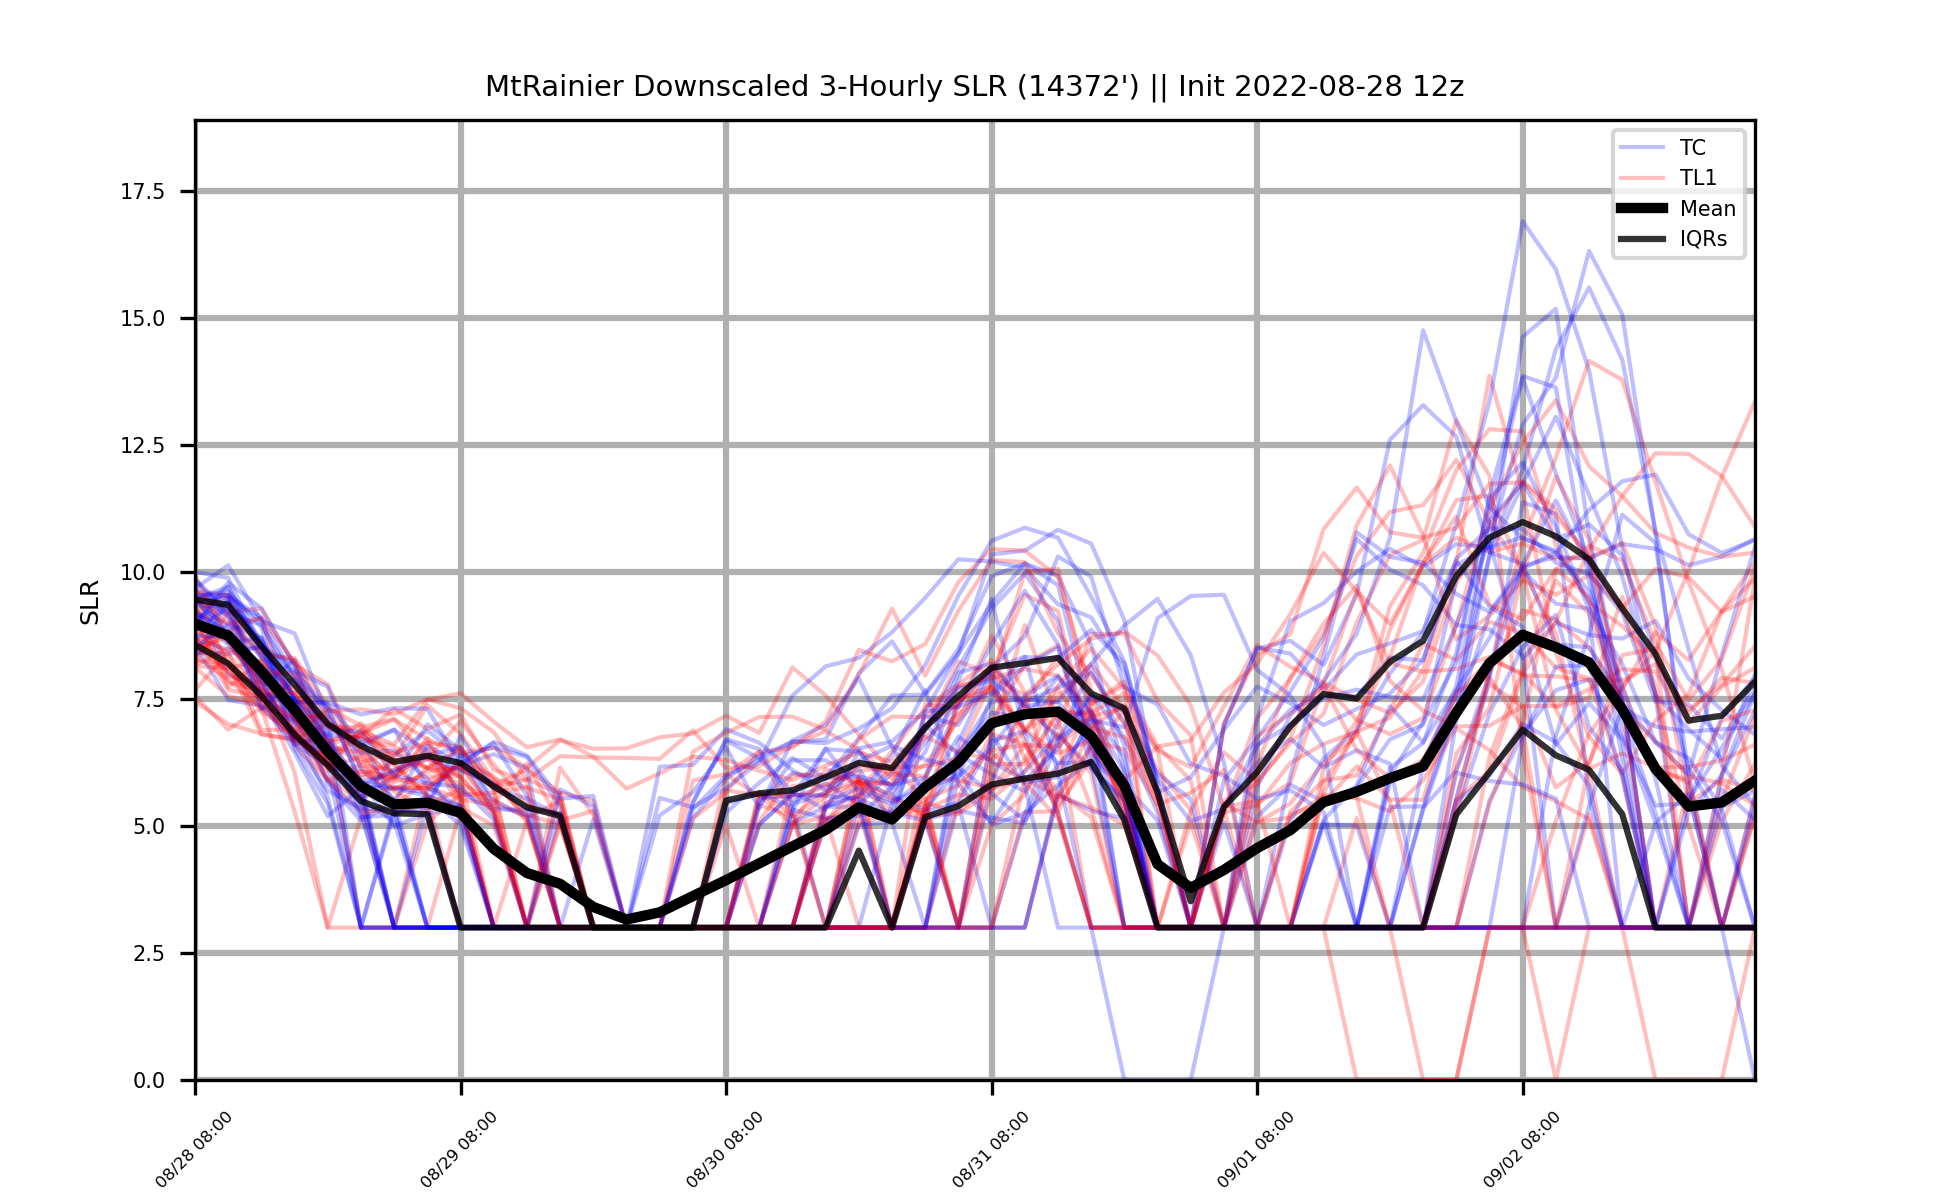 MtRainier Downscaled 3-Hourly SLR (14372') || Init 2022-08-28 12z
TC
TL1
Mean
IQRs
SLR
17.5
15.0
12.5
10.0
7.5
5.0
2.5
0.0
08/28 08:00
08/29 08:00
08/30 08:00
08/31 08:00
09/01 08:00
09/02 08:00